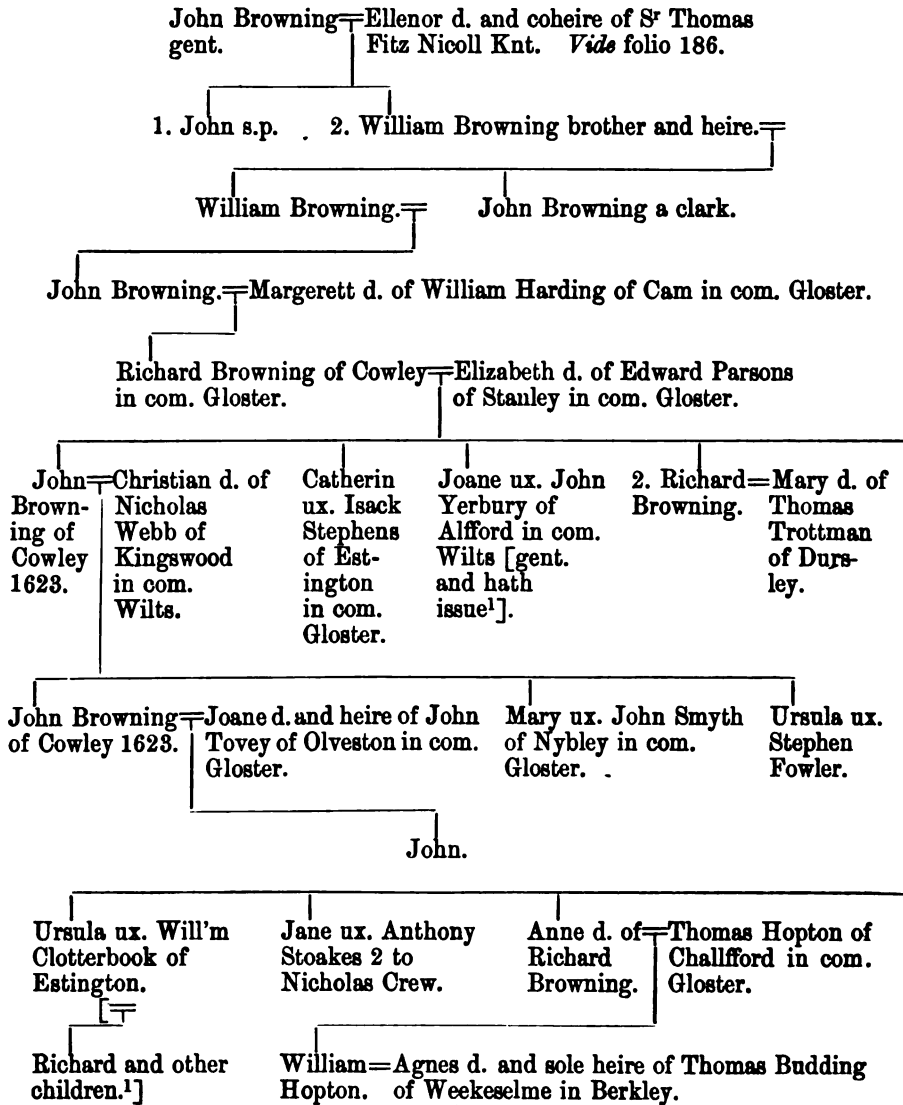 John Browning Ellenor d. and coheire of Sr Thomas
gent. Fitz Nicoll Knt. Vide folio 186.
1. John s.p. 2. William Browning brother and heire.
William Browning. John Browning a clark.
John Browning.=Margerett d. of William Harding of Cam in com. Gloster.
Richard Browning of Cowley=Elizabeth d. of Edward Parsons
in com. Gloster. of Stanley in com. Gloster.
John=
Brown-
ing of
Cowley
1623.
Christian d. of
Nicholas
Webb of
Kingswood
in com.
Wilts.
Catherin
ux. Isack
Stephens
of Est-
ington
in com.
Gloster.
Joane ux. John
Yerbury of
Alfford in com.
Wilts [gent.
and hath
issue¹].
2. Richard=
Browning.
Mary d. of
Thomas
Trottman
of Durs-
ley.
John Browning=
of Cowley 1623.
Joane d. and heire of John
Tovey of Olveston in com.
Gloster.
Mary ux. John Smyth
of Nybley in com.
Gloster.
Ursula ux.
Stephen
Fowler.
John.
Ursula ux. Will'm
Clotterbook of
Estington.
Jane ux. Anthony
Stoakes 2 to
Nicholas Crew.
Anne d. of=
Richard
Browning.
Thomas Hopton of
Challfford in com.
Gloster.
[
Richard and other
children.¹]
William=Agnes d. and sole heire of Thomas Budding
Hopton. of Weekeselme in Berkley.